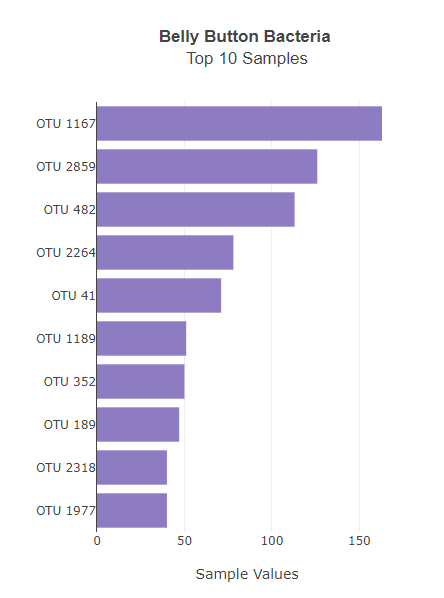 Belly Button Bacteria
Top 10 Samples
OTU 1167
OTU 2859
OTU 482
OTU 2264
OTU 41
OTU 1189
OTU 352
OTU 189
OTU 2318
OTU 1977
0 50 100 150
Sample Values